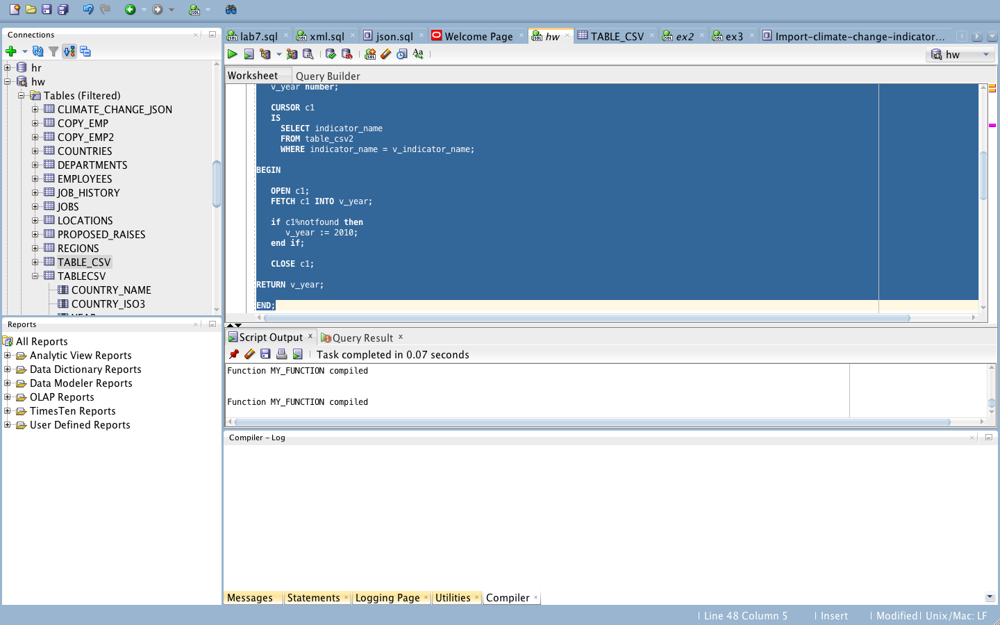 Connections
hr
hw
Tables (Filtered)
CLIMATE_CHANGE_JSON
COPY_EMP
COPY_EMP2
COUNTRIES
DEPARTMENTS
EMPLOYEES
JOB_HISTORY
JOBS
LOCATIONS
PROPOSED_RAISES
REGIONS
TABLE_CSV
TABLECSV
COUNTRY_NAME
COUNTRY_ISO3
YEAR
Reports
All Reports
Analytic View Reports
Data Dictionary Reports
Data Modeler Reports
OLAP Reports
TimesTen Reports
User Defined Reports
lab7.sql
xml.sql
json.sql
Welcome Page
hw
TABLE_CSV
ex2
ex3
Import-climate-change-indicator...
hw
Worksheet
Query Builder
v_year number;
CURSOR c1
IS
SELECT indicator_name
FROM table_csv2
WHERE indicator_name = v_indicator_name;
BEGIN
OPEN c1;
FETCH c1 INTO v_year;
if c1%notfound then
v_year := 2010;
end if;
CLOSE c1;
RETURN v_year;
END;
Script Output
Query Result
Task completed in 0.07 seconds
Function MY_FUNCTION compiled
Function MY_FUNCTION compiled
Compiler - Log
Messages
Statements
Logging Page
Utilities
Compiler
Line 48 Column 5
Insert
Modified
Unix/Mac: LF